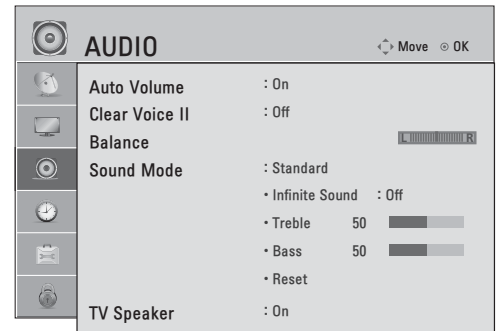 AUDIO Move OK
Auto Volume : On
Clear Voice II : Off
Balance L R
Sound Mode : Standard
• Infinite Sound : Off
• Treble 50
• Bass 50
• Reset
TV Speaker : On